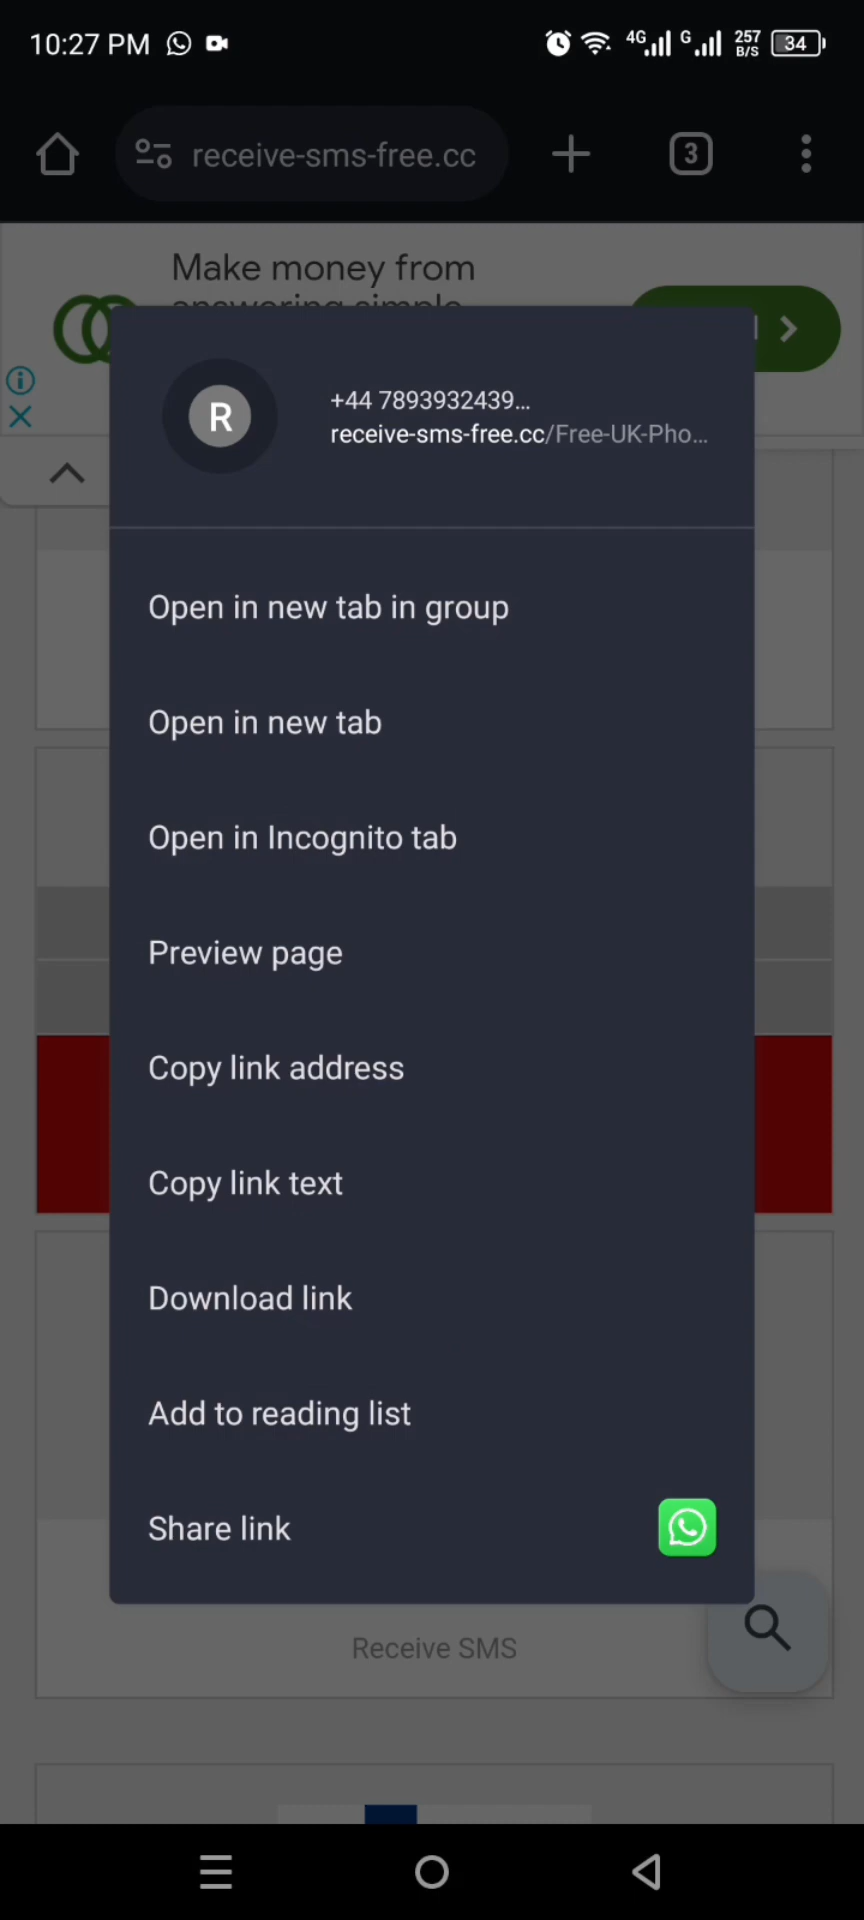 10:27 PM
4G
G
257
B/S
34
receive-sms-free.cc
3
Make money from
answering simple
R
+44 7893932439…
receive-sms-free.cc/Free-UK-Pho…
Open in new tab in group
Open in new tab
Open in Incognito tab
Preview page
Copy link address
Copy link text
Download link
Add to reading list
Share link
Receive SMS